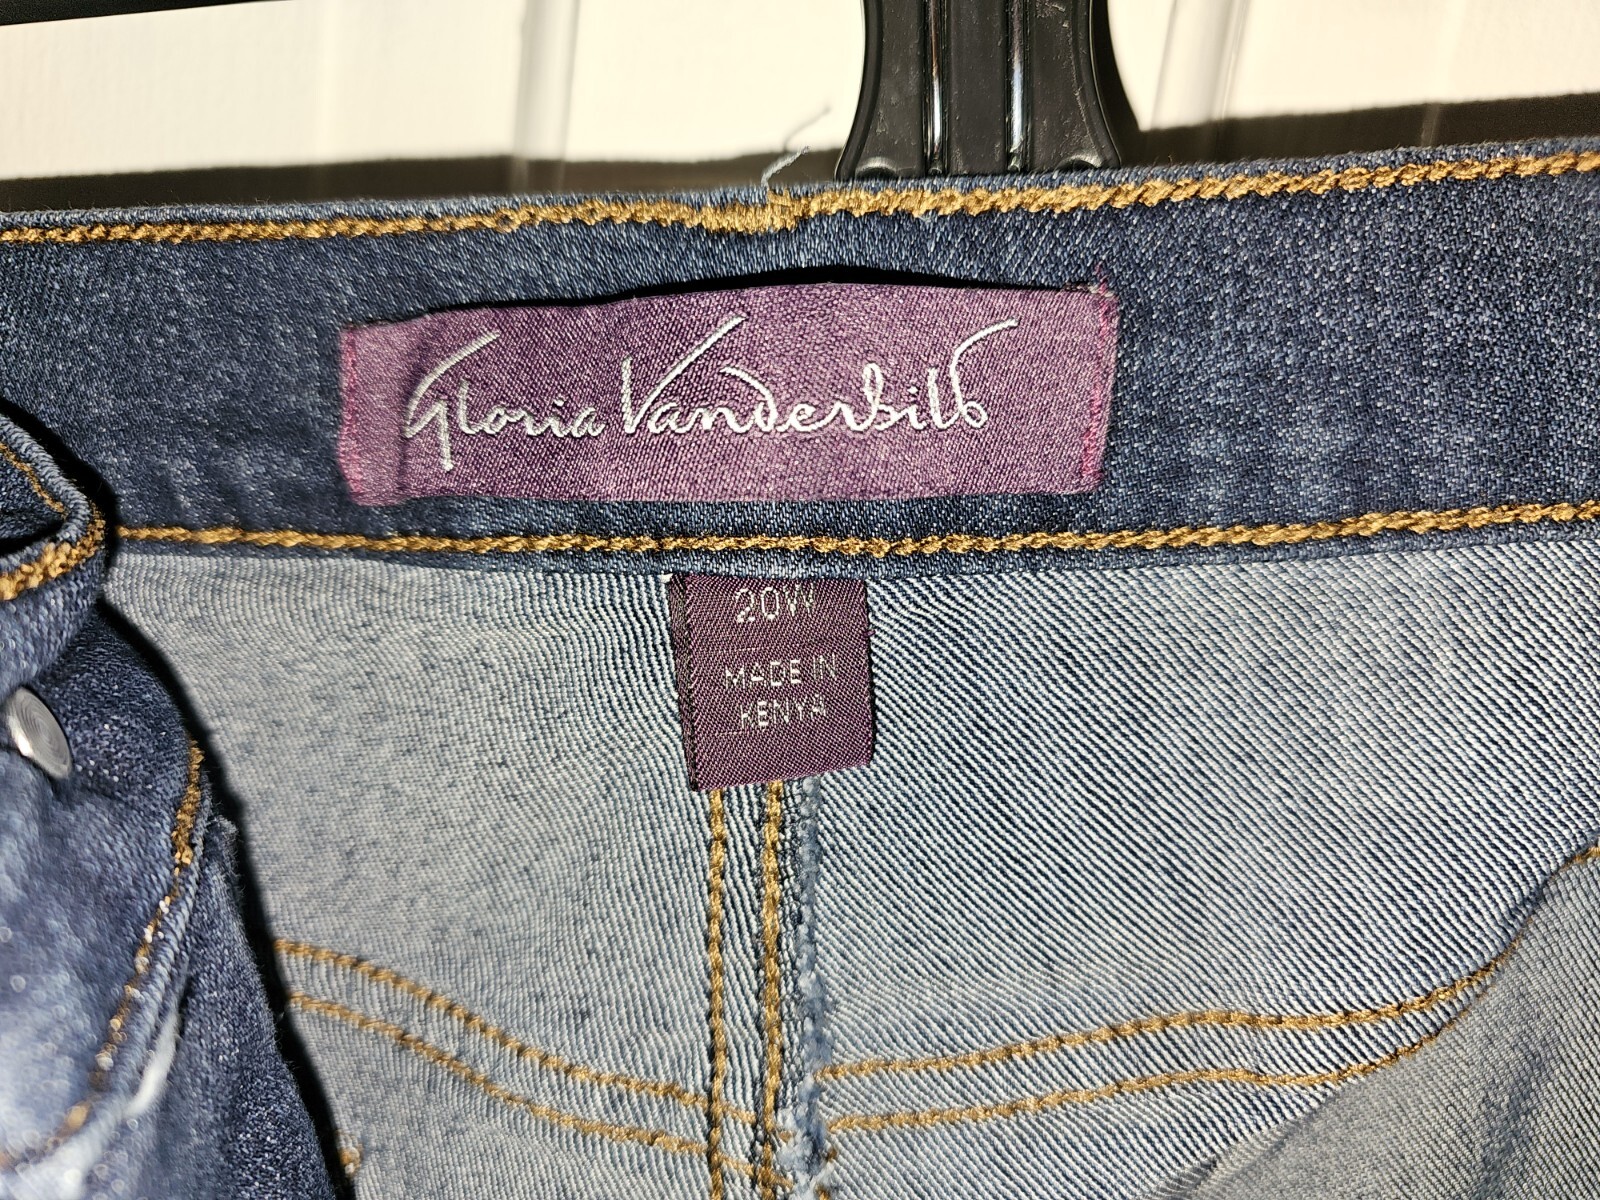 Gloria Vanderbilt
20W
MADE IN
KENYA